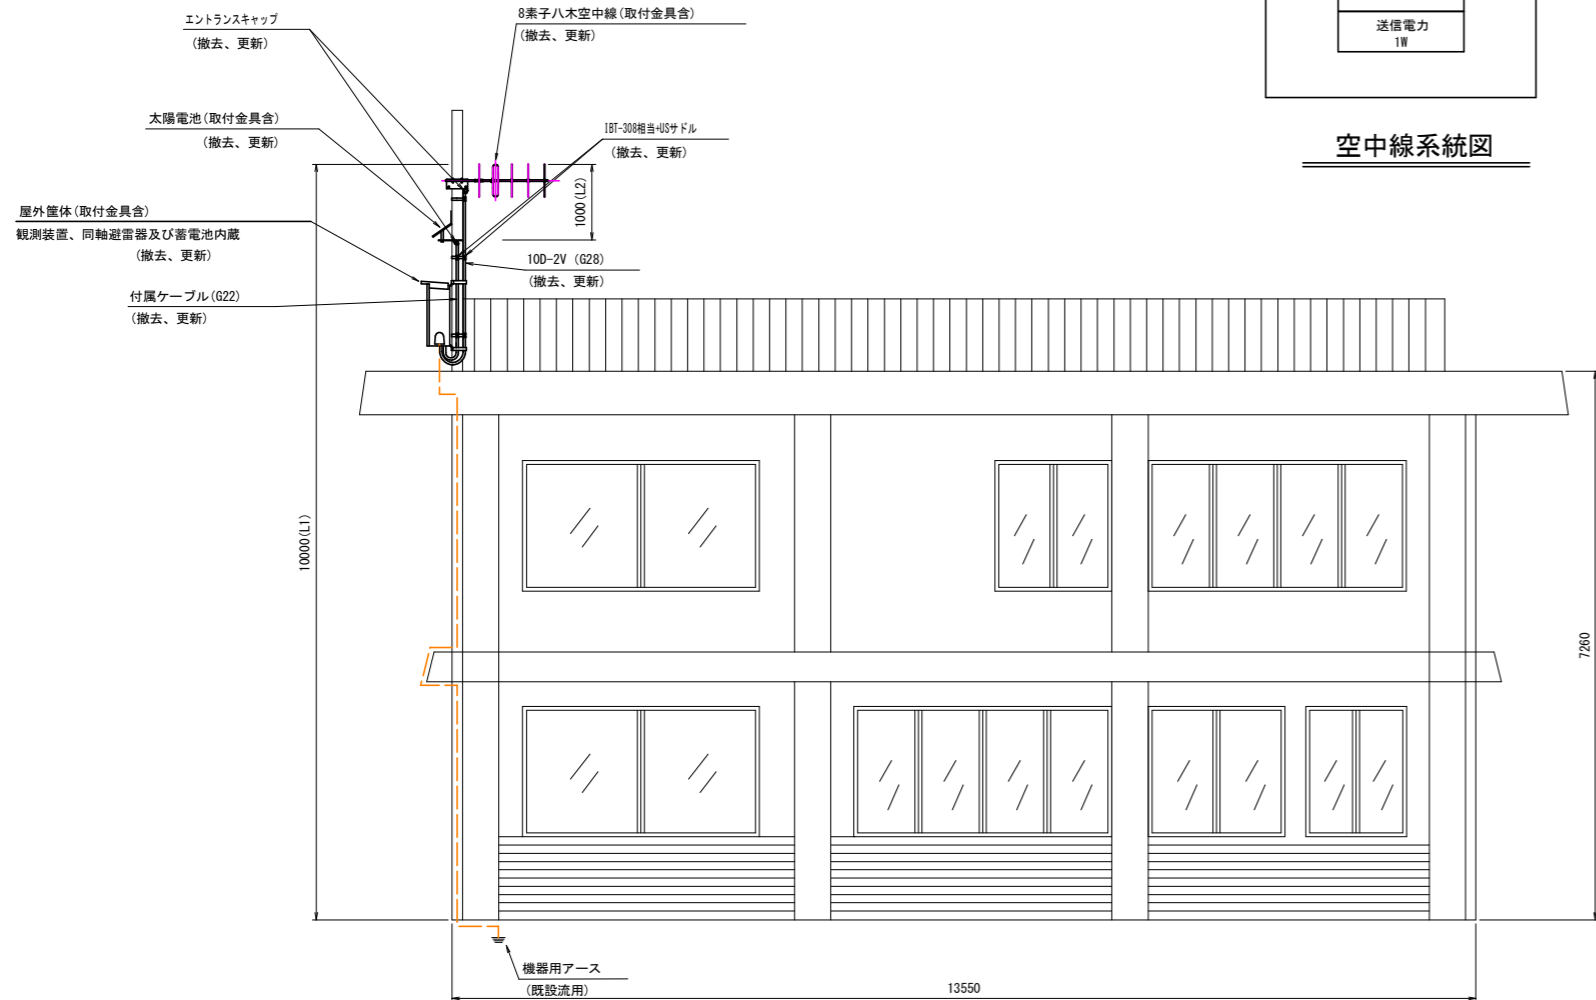 エントランスキャップ
(撤去、更新)
8素子八木空中線(取付金具含)
(撤去、更新)
送信電力
1W
太陽電池(取付金具含)
(撤去、更新)
IBT-308相当+USサドル
(撤去、更新)
空中線系統図
1000(L2)
屋外筐体(取付金具含)
観測装置、同軸避雷器及び蓄電池内蔵
(撤去、更新)
10D-2V (G28)
(撤去、更新)
付属ケーブル(G22)
(撤去、更新)
10000(L1)
7260
機器用アース
(既設流用)
13550